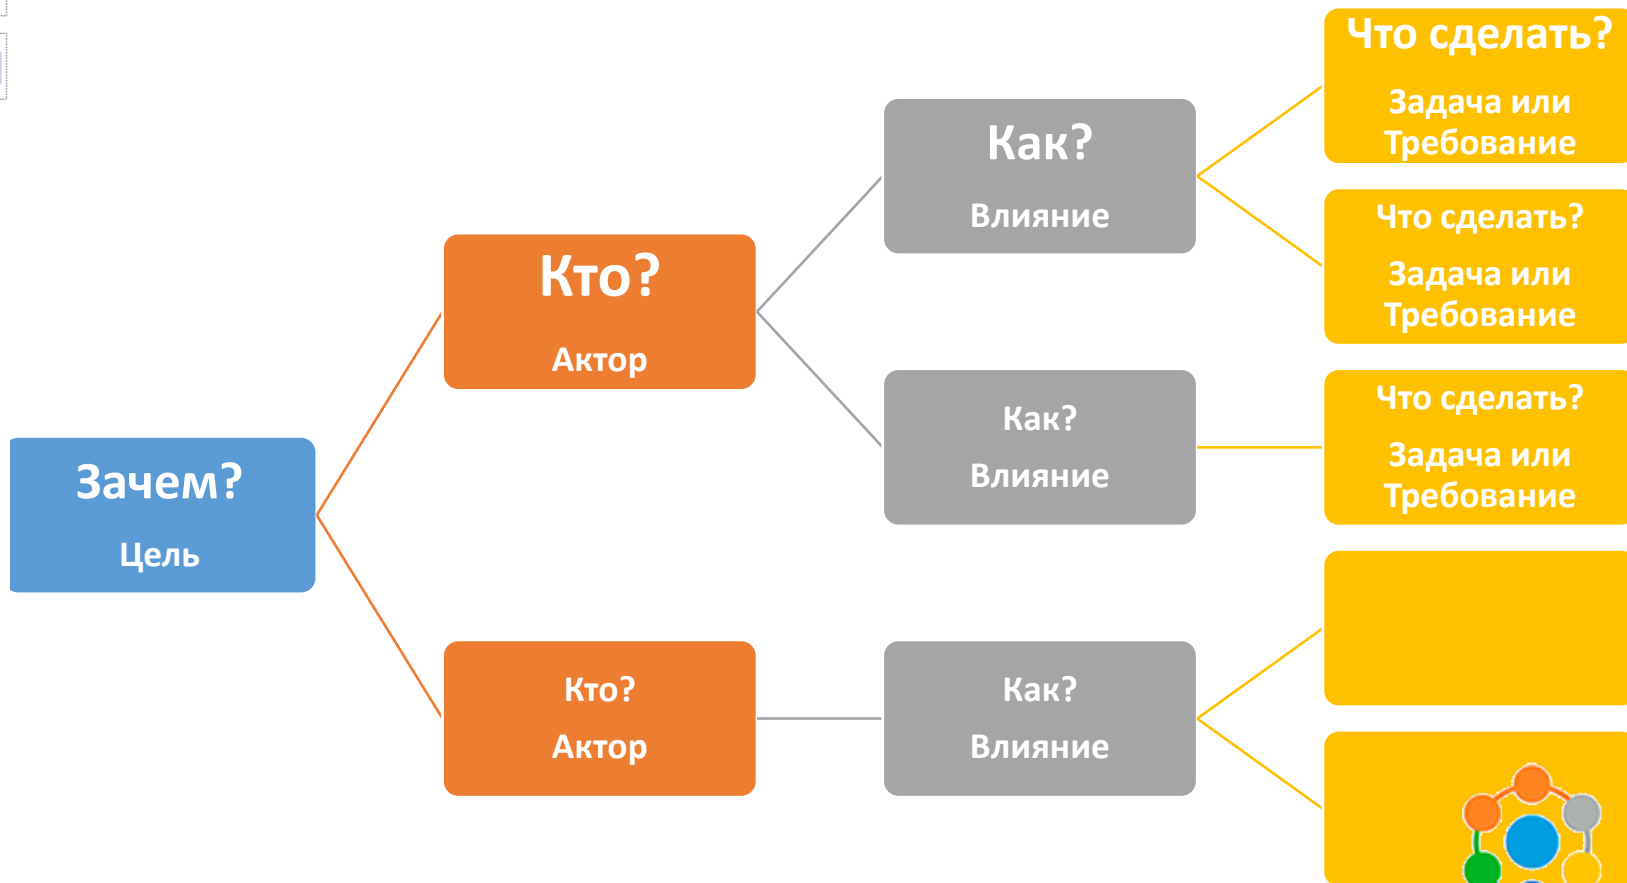 Зачем?
Цель
Кто?
Актор
Кто?
Актор
Как?
Влияние
Как?
Влияние
Как?
Влияние
Что сделать?
Задача или
Требование
Что сделать?
Задача или
Требование
Что сделать?
Задача или
Требование